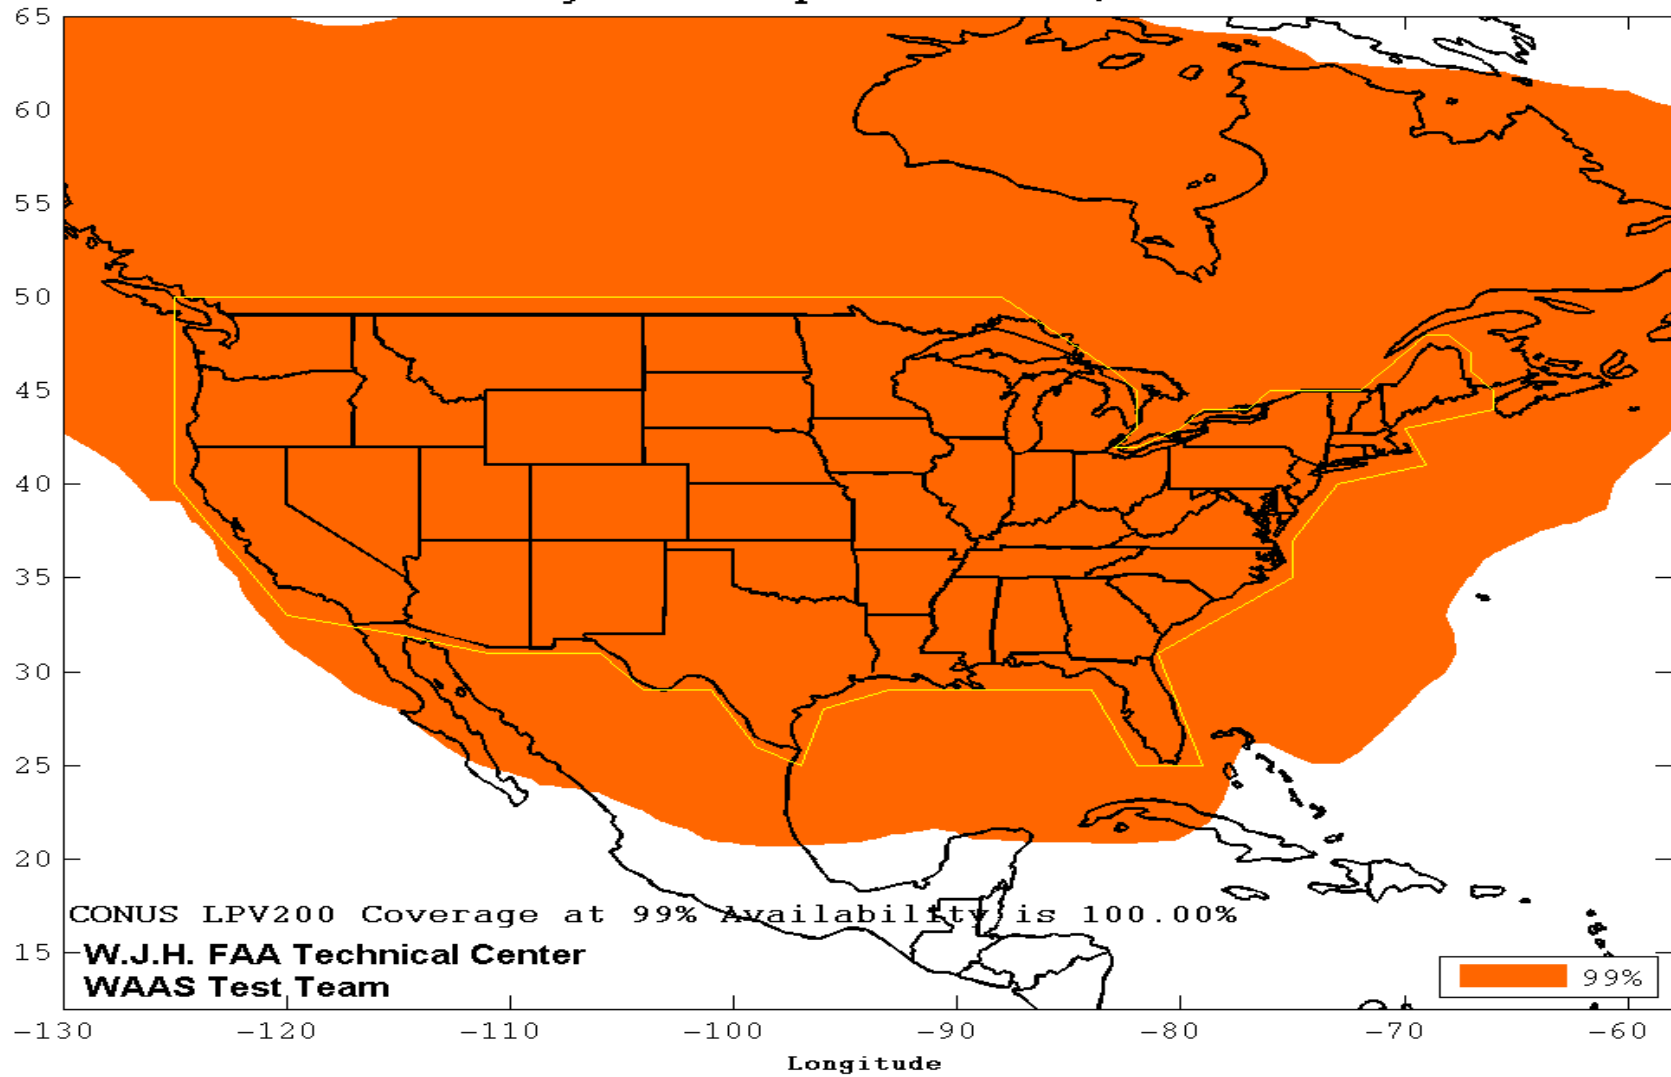 65
60
55
50
45
40
35
30
25
20
15
CONUS LPV200 Coverage at 99% Availability is 100.00%
W.J.H. FAA Technical Center
WAAS Test Team
99%
-130 -120 -110 -100 -90 -80 -70 -60
Longitude